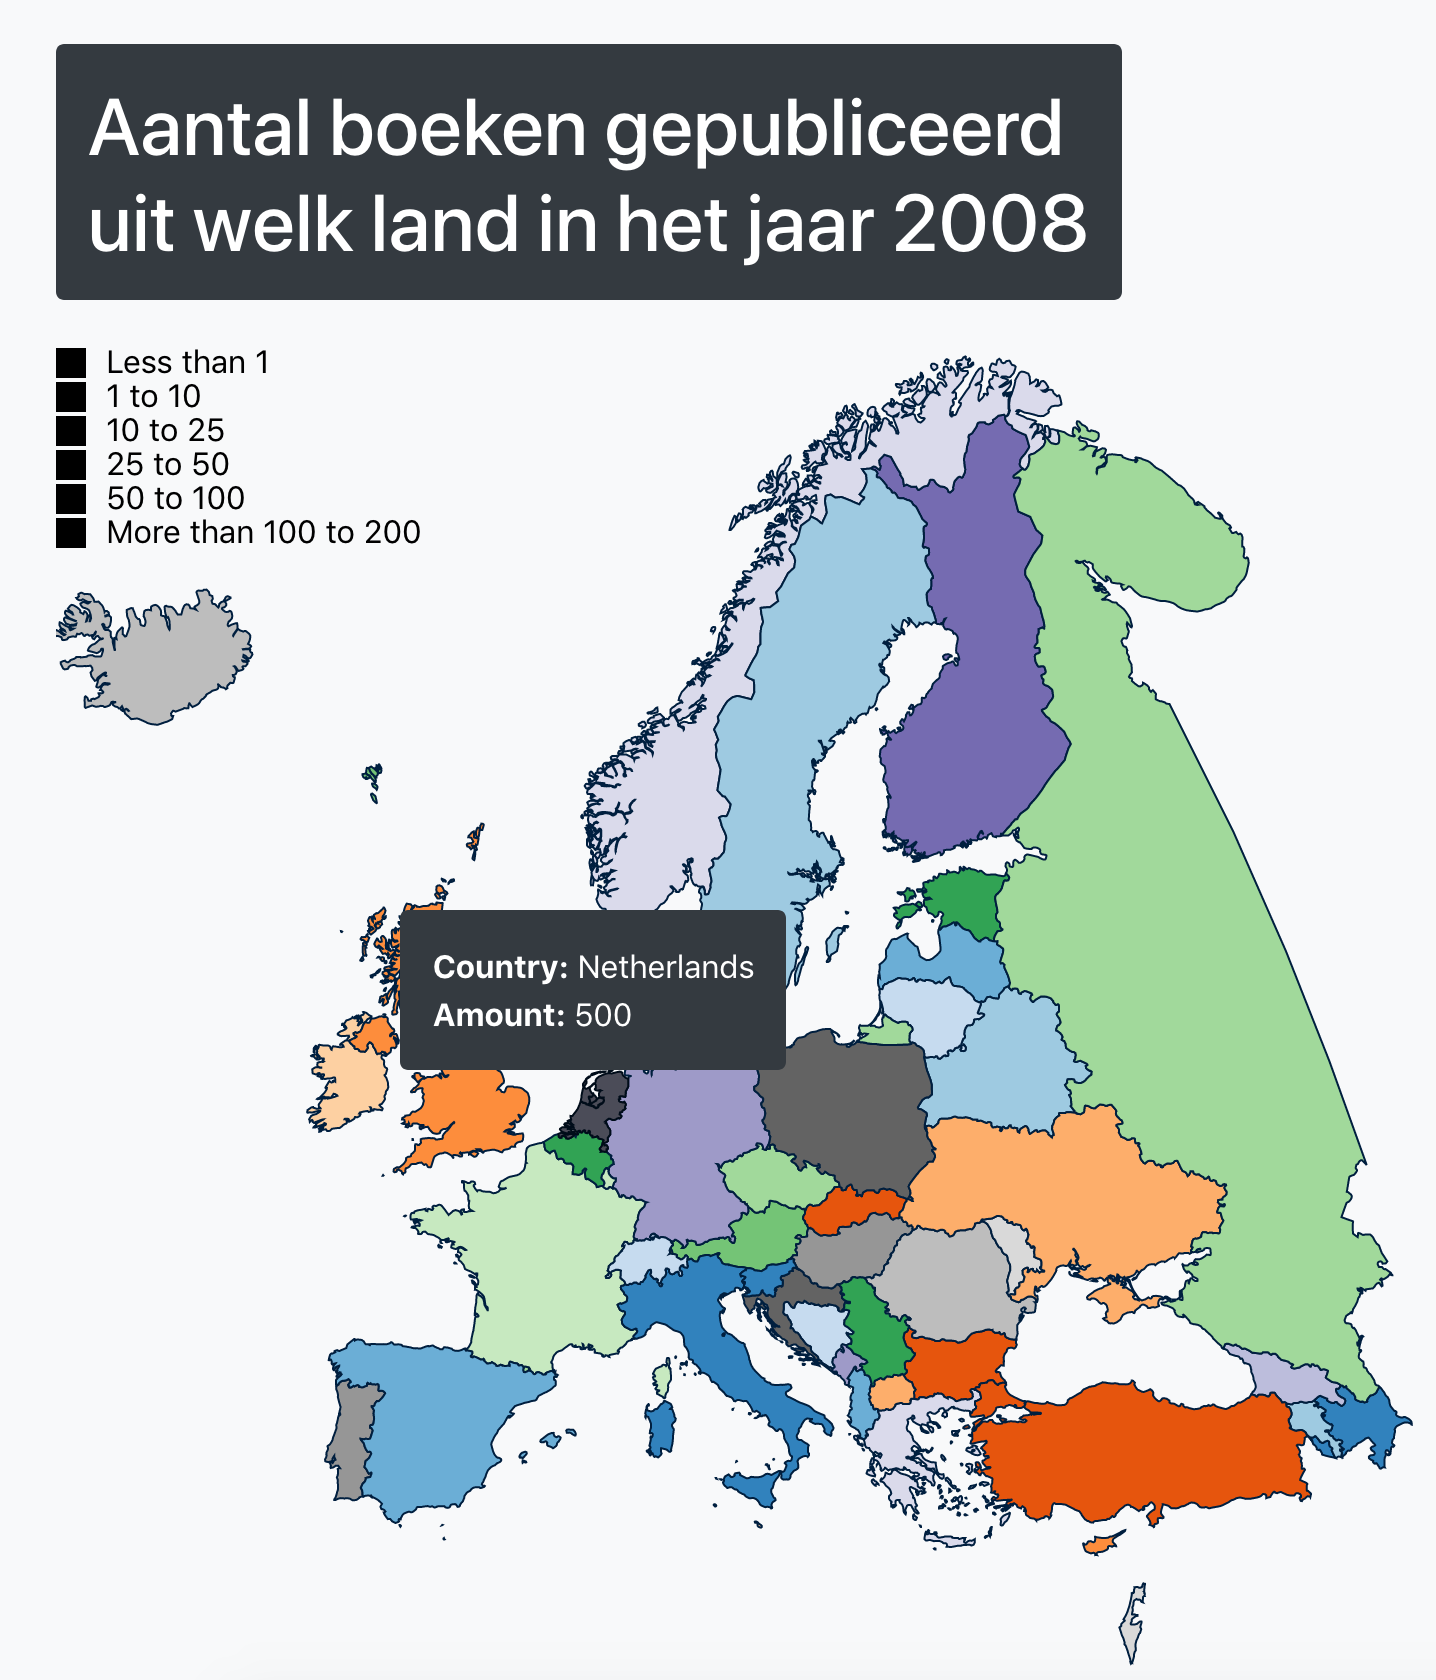 Aantal boeken gepubliceerd
uit welk land in het jaar 2008
Less than 1
1 to 10
10 to 25
25 to 50
50 to 100
More than 100 to 200
Country: Netherlands
Amount: 500